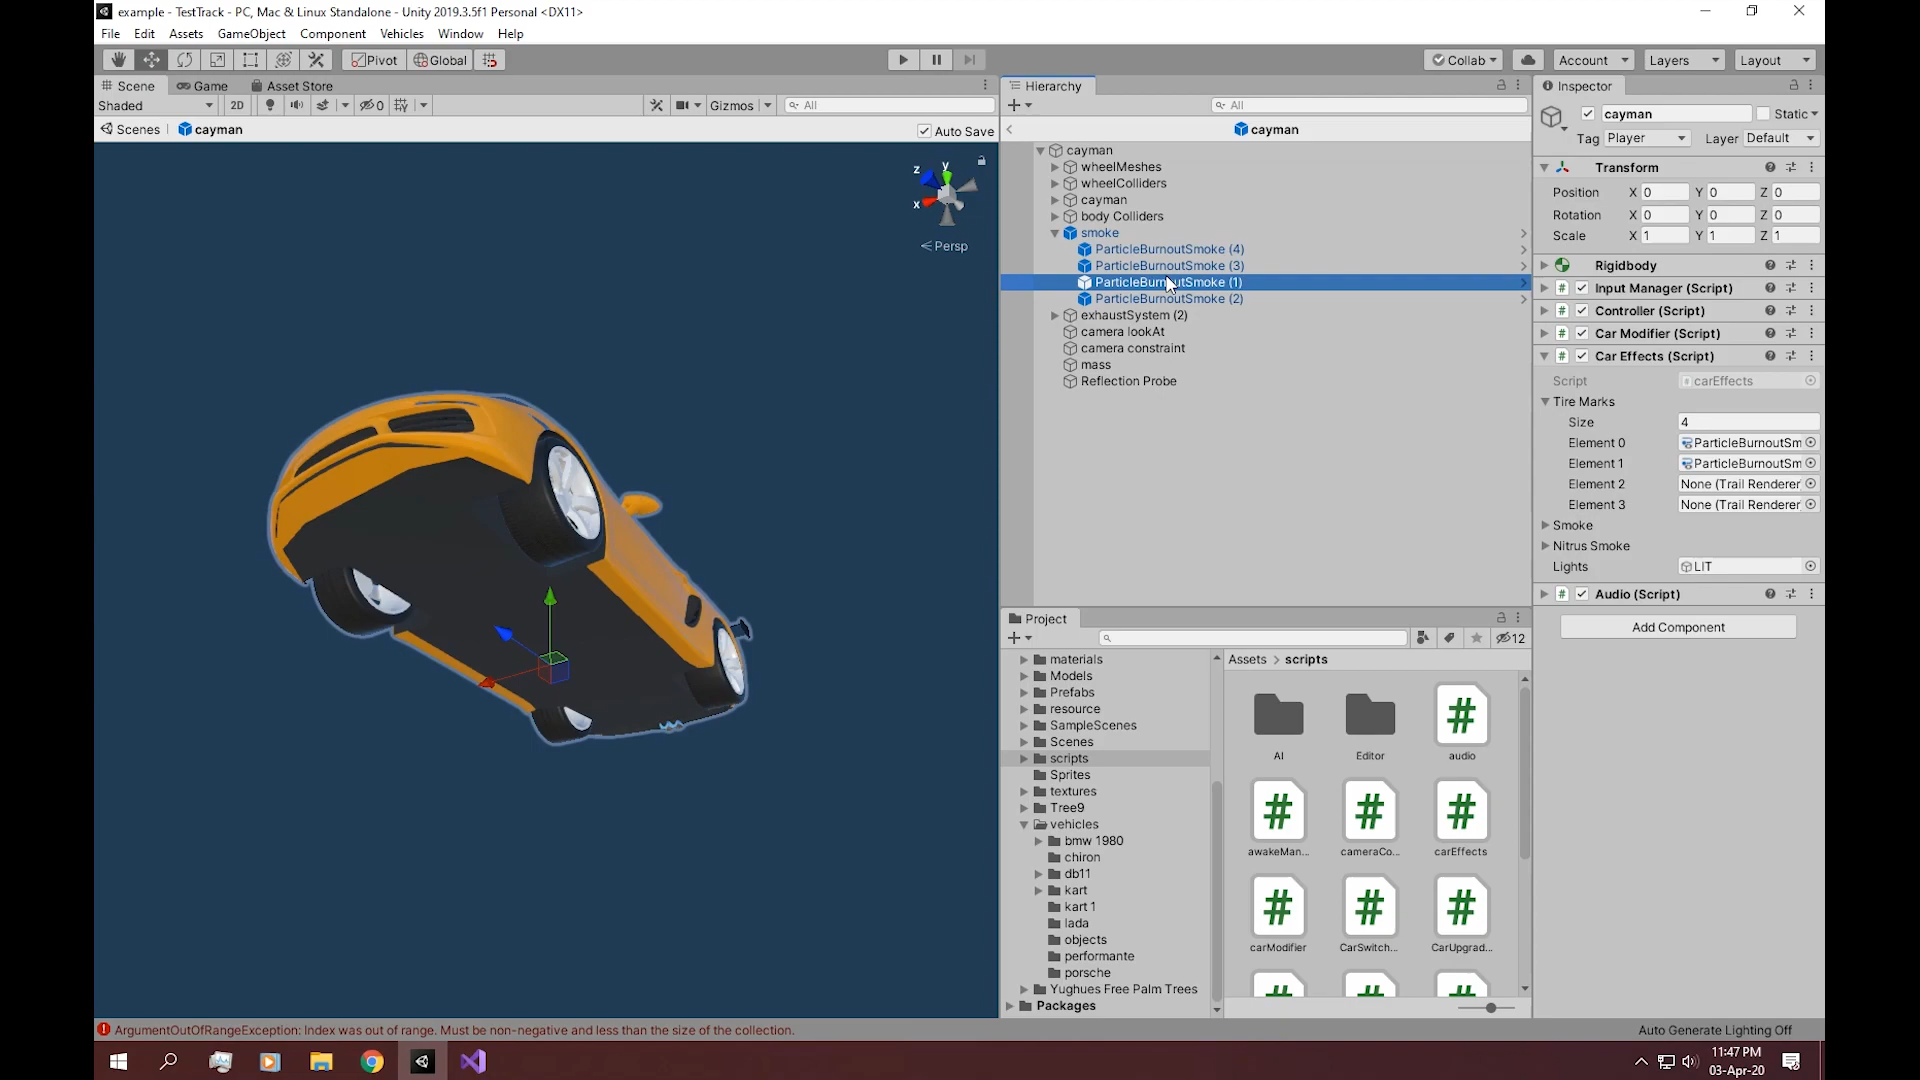 example - TestTrack - PC, Mac & Linux Standalone - Unity 2019.3.5f1 Personal <DX11>
File Edit Assets GameObject Component Vehicles Window Help
Pivot Global Collab Account Layers Layout
Scene Game Asset Store
Shaded 2D 0 Gizmos All
Scenes cayman Auto Save
y
z
x
Persp
Hierarchy
All
cayman
cayman
wheelMeshes
wheelColliders
cayman
body Colliders
smoke
ParticleBurnoutSmoke (4)
ParticleBurnoutSmoke (3)
ParticleBurnoutSmoke (1)
ParticleBurnoutSmoke (2)
exhaustSystem (2)
camera lookAt
camera constraint
mass
Reflection Probe
Project
12
materials
Models
Prefabs
resource
SampleScenes
Scenes
scripts
Sprites
textures
Tree9
vehicles
bmw 1980
chiron
db11
kart
kart 1
lada
objects
performante
porsche
Yughues Free Palm Trees
Packages
Assets > scripts
AI Editor audio
awakeMan... cameraCo... carEffects
carModifier CarSwitch... CarUpgrad...
Inspector
cayman Static
Tag Player Layer Default
Transform
Position X 0 Y 0 Z 0
Rotation X 0 Y 0 Z 0
Scale X 1 Y 1 Z 1
Rigidbody
Input Manager (Script)
Controller (Script)
Car Modifier (Script)
Car Effects (Script)
Script carEffects
Tire Marks
Size 4
Element 0 ParticleBurnoutSm
Element 1 ParticleBurnoutSm
Element 2 None (Trail Renderer
Element 3 None (Trail Renderer
Smoke
Nitrus Smoke
Lights LIT
Audio (Script)
Add Component
ArgumentOutOfRangeException: Index was out of range. Must be non-negative and less than the size of the collection.
Auto Generate Lighting Off
11:47 PM
03-Apr-20